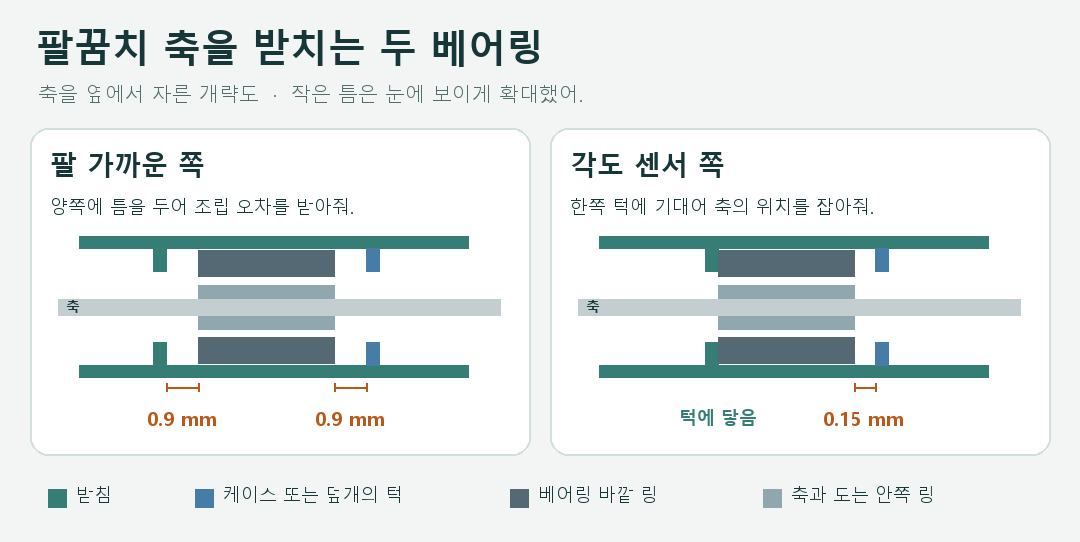 팔꿈치 축을 받치는 두 베어링
축을 옆에서 자른 개략도 · 작은 틈은 눈에 보이게 확대했어.
팔 가까운 쪽
양쪽에 틈을 두어 조립 오차를 받아줘.
축
0.9 mm 0.9 mm
각도 센서 쪽
한쪽 턱에 기대어 축의 위치를 잡아줘.
축
턱에 닿음 0.15 mm
받침 케이스 또는 덮개의 턱 베어링 바깥 링 축과 도는 안쪽 링